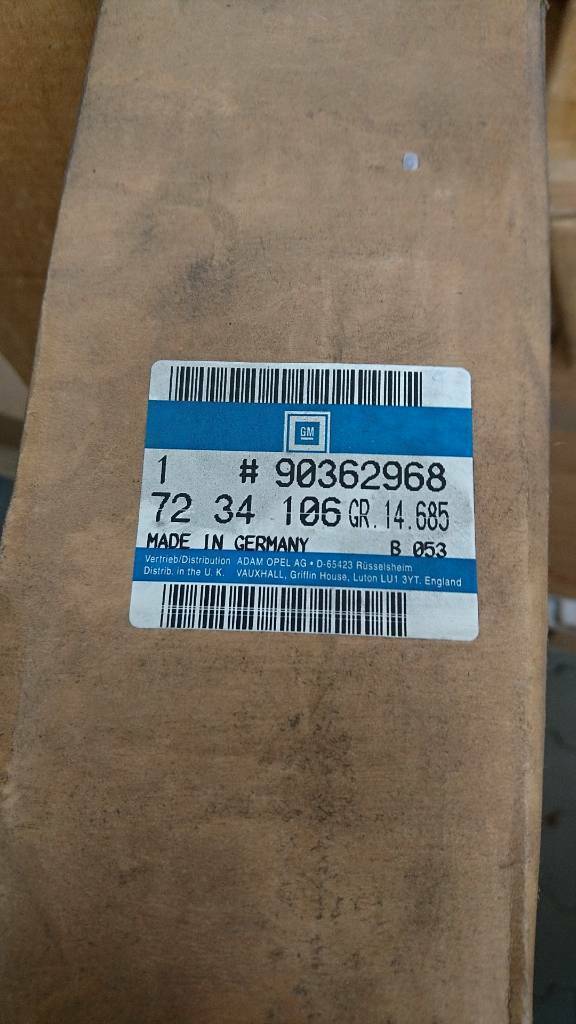 GM
1 # 90362968
72 34 106 GR. 14.685
MADE IN GERMANY B 053
Vertrieb/Distribution ADAM OPEL AG • D-65423 Rüsselsheim
Distrib. in the U. K. VAUXHALL, Griffin House, Luton LU1 3YT. England